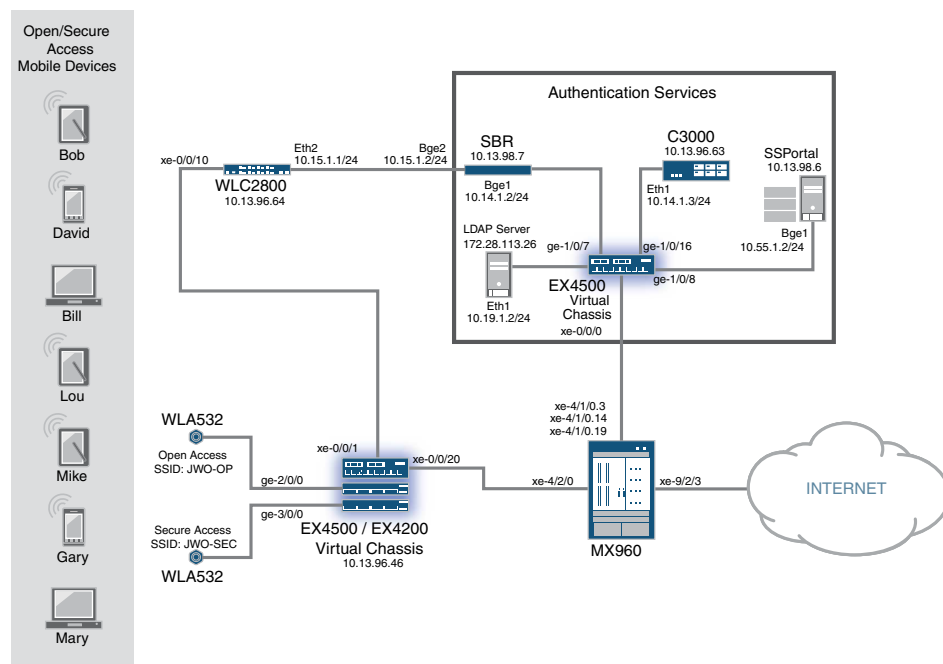 Open/Secure
Access
Mobile Devices
Bob
David
Bill
Lou
Mike
Gary
Mary
xe-0/0/10
WLC2800
10.13.96.64
Eth2
10.15.1.1/24
Bge2
10.15.1.2/24
Authentication Services
SBR
10.13.98.7
Bge1
10.14.1.2/24
C3000
10.13.96.63
Eth1
10.14.1.3/24
SSPortal
10.13.98.6
Bge1
10.55.1.2/24
LDAP Server
172.28.113.26
Eth1
10.19.1.2/24
ge-1/0/7
ge-1/0/16
ge-1/0/8
EX4500
Virtual
Chassis
xe-0/0/0
xe-4/1/0.3
xe-4/1/0.14
xe-4/1/0.19
WLA532
Open Access
SSID: JWO-OP
ge-2/0/0
ge-3/0/0
Secure Access
SSID: JWO-SEC
WLA532
xe-0/0/1
xe-0/0/20
EX4500 / EX4200
Virtual Chassis
10.13.96.46
xe-4/2/0
xe-9/2/3
MX960
INTERNET